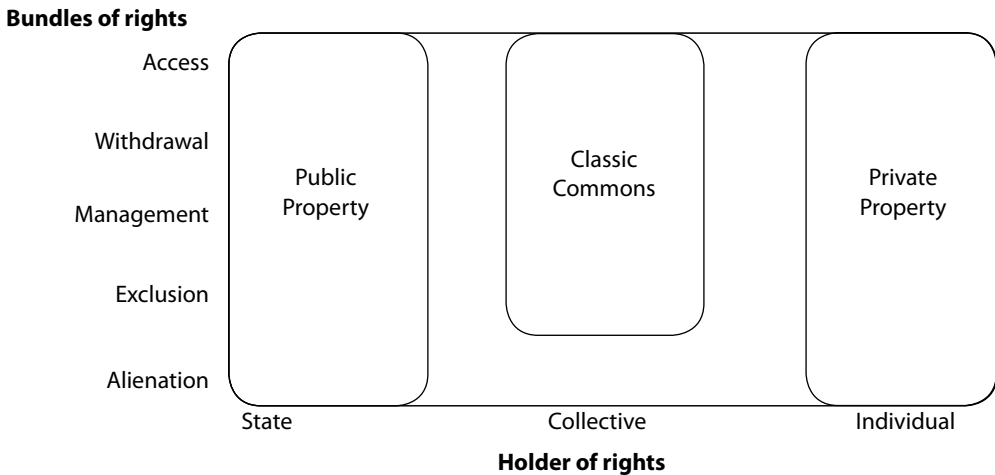 Bundles of rights
Access
Withdrawal
Management
Exclusion
Alienation
Public
Property
Classic
Commons
Private
Property
State
Collective
Individual
Holder of rights